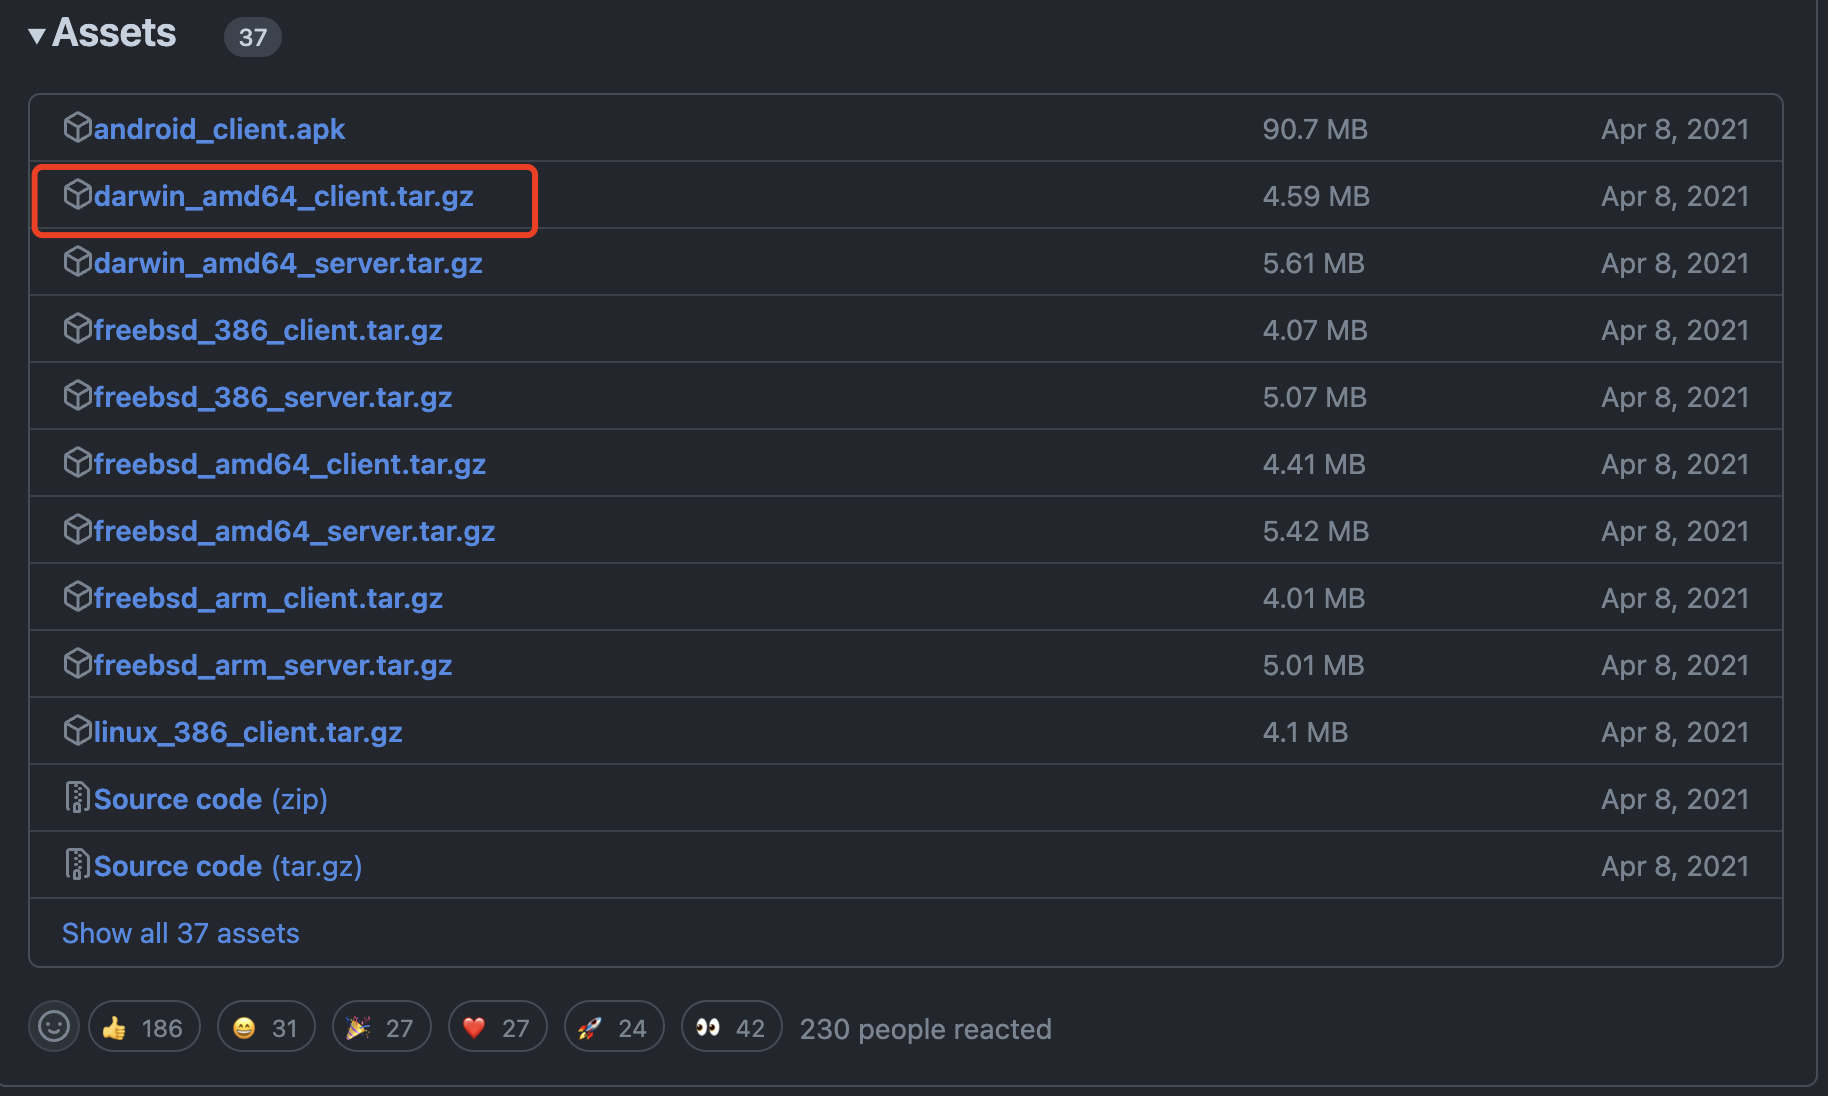 Assets 37
android_client.apk 90.7 MB Apr 8, 2021
darwin_amd64_client.tar.gz 4.59 MB Apr 8, 2021
darwin_amd64_server.tar.gz 5.61 MB Apr 8, 2021
freebsd_386_client.tar.gz 4.07 MB Apr 8, 2021
freebsd_386_server.tar.gz 5.07 MB Apr 8, 2021
freebsd_amd64_client.tar.gz 4.41 MB Apr 8, 2021
freebsd_amd64_server.tar.gz 5.42 MB Apr 8, 2021
freebsd_arm_client.tar.gz 4.01 MB Apr 8, 2021
freebsd_arm_server.tar.gz 5.01 MB Apr 8, 2021
linux_386_client.tar.gz 4.1 MB Apr 8, 2021
Source code (zip) Apr 8, 2021
Source code (tar.gz) Apr 8, 2021
Show all 37 assets
👍 186 😄 31 🎉 27 ❤️ 27 🚀 24 👀 42 230 people reacted